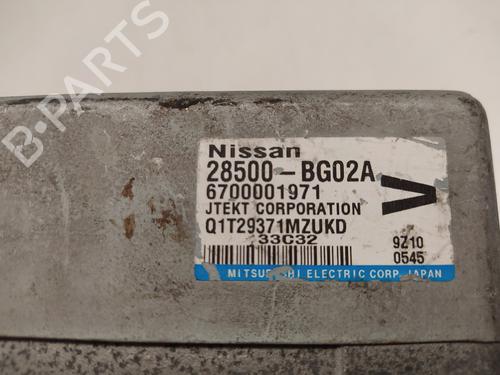 B-PARTS
Nissan
28500-BG02A
6700001971
JTEKT CORPORATION
Q1T29371MZUKD
33C32
9Z10
0545
MITSUBISHI ELECTRIC CORP. JAPAN